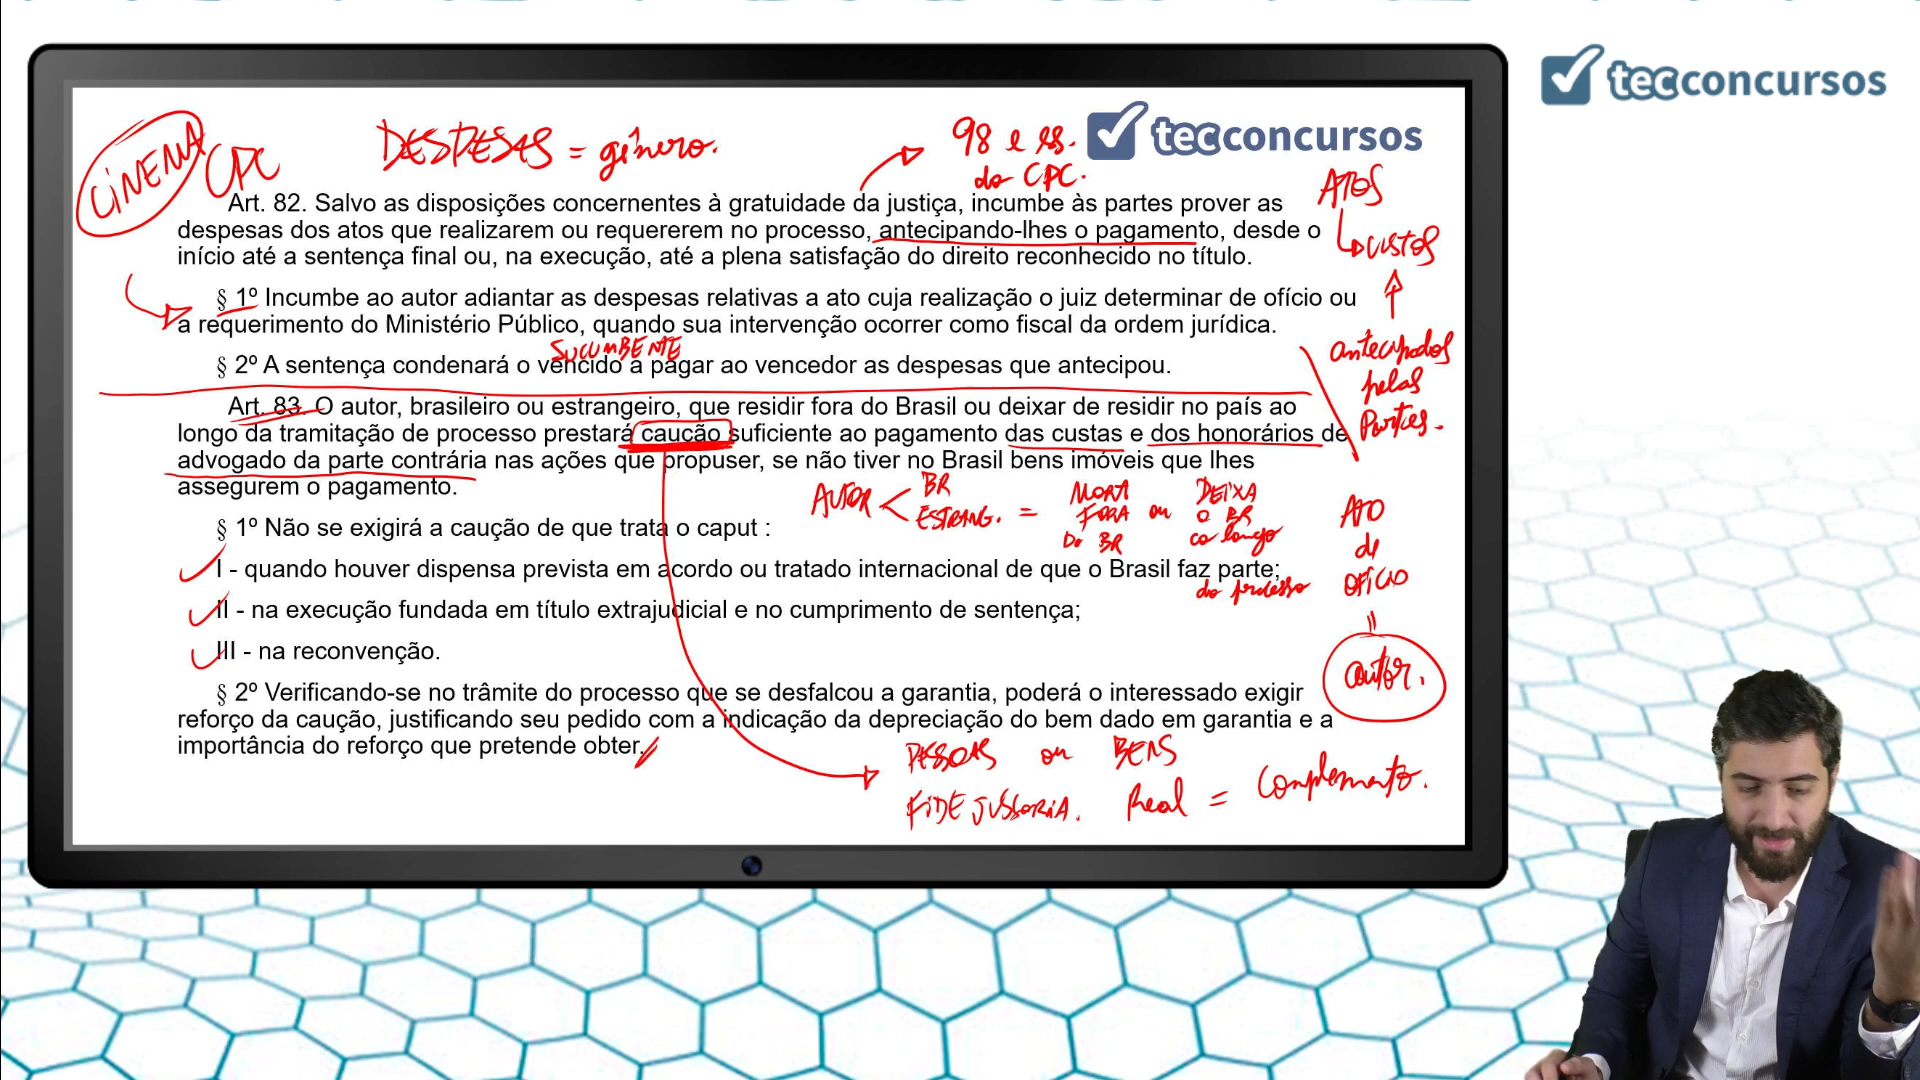 tecconcursos
CINEMA
CPC
DESPESAS = gênero.
98 e ss.
do CPC.
tecconcursos
Art. 82. Salvo as disposições concernentes à gratuidade da justiça, incumbe às partes prover as
despesas dos atos que realizarem ou requererem no processo, antecipando-lhes o pagamento, desde o
início até a sentença final ou, na execução, até a plena satisfação do direito reconhecido no título.
ATOS
CUSTOS
antecipados
pelas
Partes.
§ 1º Incumbe ao autor adiantar as despesas relativas a ato cuja realização o juiz determinar de ofício ou
a requerimento do Ministério Público, quando sua intervenção ocorrer como fiscal da ordem jurídica.
SUCUMBENTE
§ 2º A sentença condenará o vencido a pagar ao vencedor as despesas que antecipou.
Art. 83. O autor, brasileiro ou estrangeiro, que residir fora do Brasil ou deixar de residir no país ao
longo da tramitação de processo prestará caução suficiente ao pagamento das custas e dos honorários de
advogado da parte contrária nas ações que propuser, se não tiver no Brasil bens imóveis que lhes
assegurem o pagamento.
AUTOR < BR
ESTRANG. = MORA
FORA
Do BR
ou
DEIXA
O BR
ao longo
do processo
§ 1º Não se exigirá a caução de que trata o caput :
I - quando houver dispensa prevista em acordo ou tratado internacional de que o Brasil faz parte;
II - na execução fundada em título extrajudicial e no cumprimento de sentença;
III - na reconvenção.
ATO
de
OFÍCIO
=
autor.
§ 2º Verificando-se no trâmite do processo que se desfalcou a garantia, poderá o interessado exigir
reforço da caução, justificando seu pedido com a indicação da depreciação do bem dado em garantia e a
importância do reforço que pretende obter.
PESSOAS ou BENS
FIDEJUSSORIA. Real = Complemento.